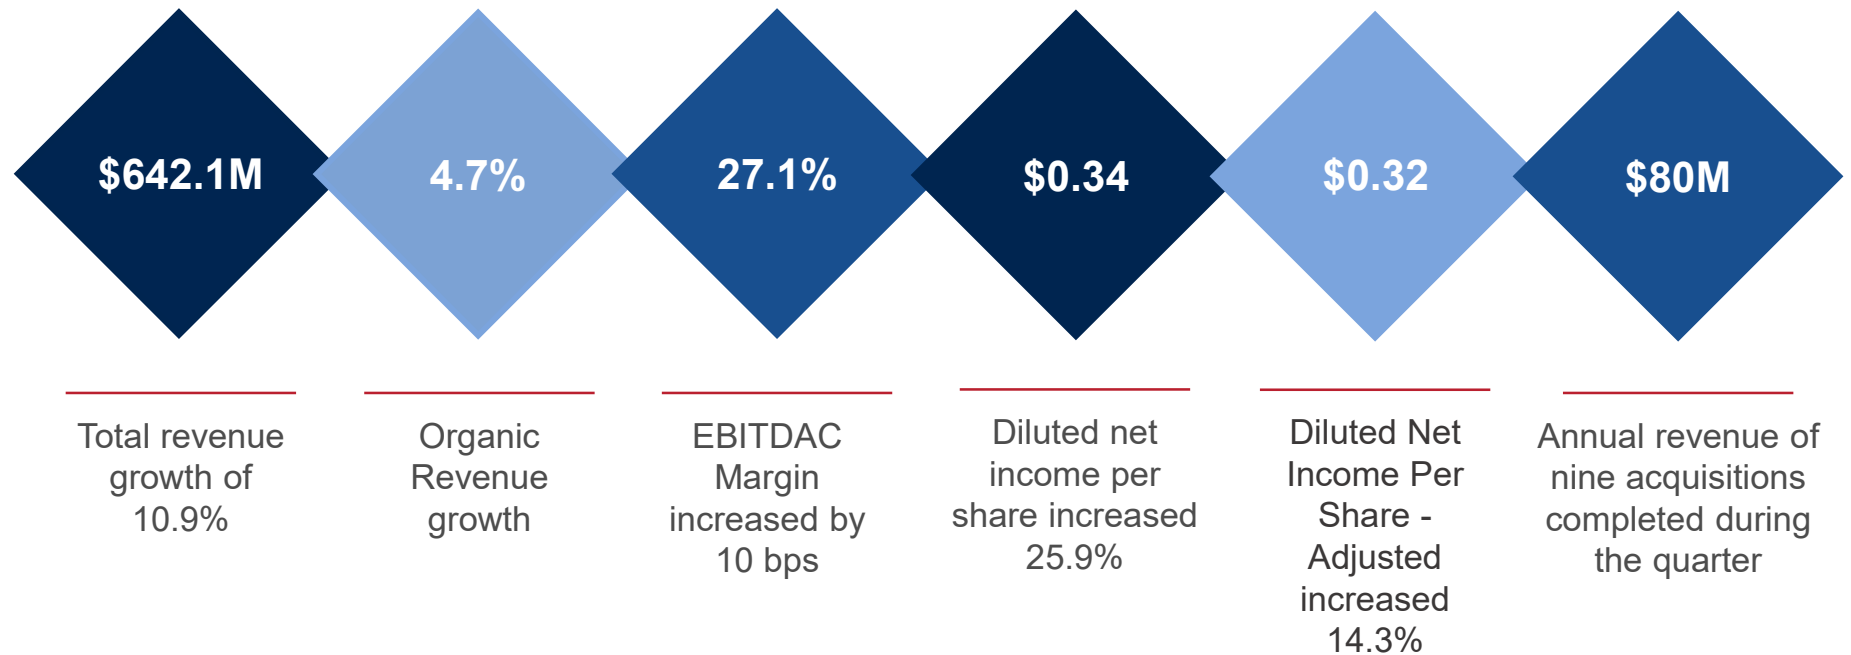 $642.1M
4.7%
27.1%
$0.34
$0.32
$80M
Total revenue
growth of
10.9%
Organic
Revenue
growth
EBITDAC
Margin
increased by
10 bps
Diluted net
income per
share increased
25.9%
Diluted Net
Income Per
Share -
Adjusted
increased
14.3%
Annual revenue of
nine acquisitions
completed during
the quarter